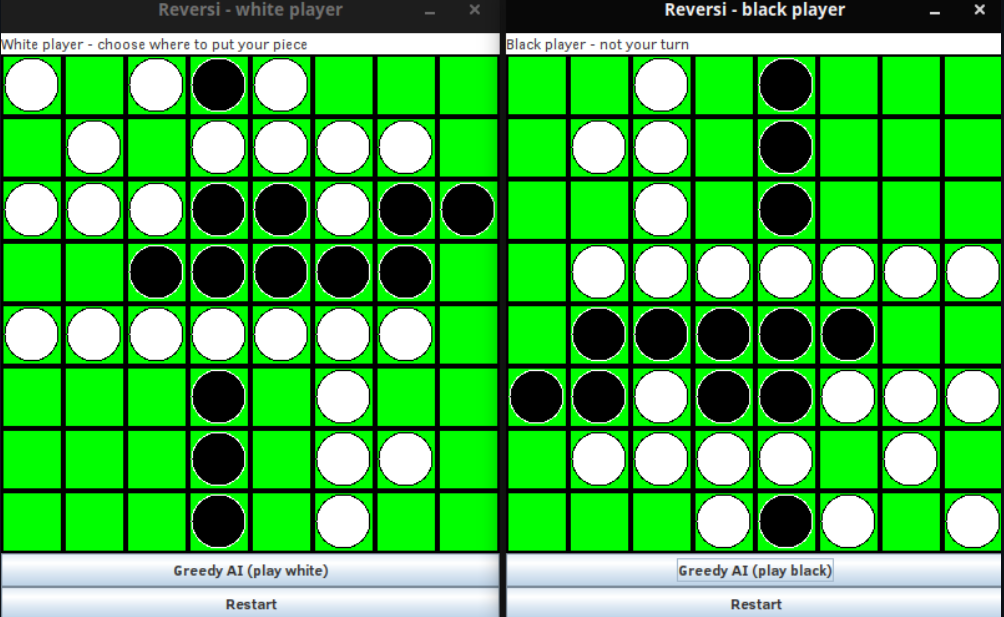 Reversi - white player
White player - choose where to put your piece
Greedy AI (play white)
Restart
Reversi - black player
Black player - not your turn
Greedy AI (play black)
Restart